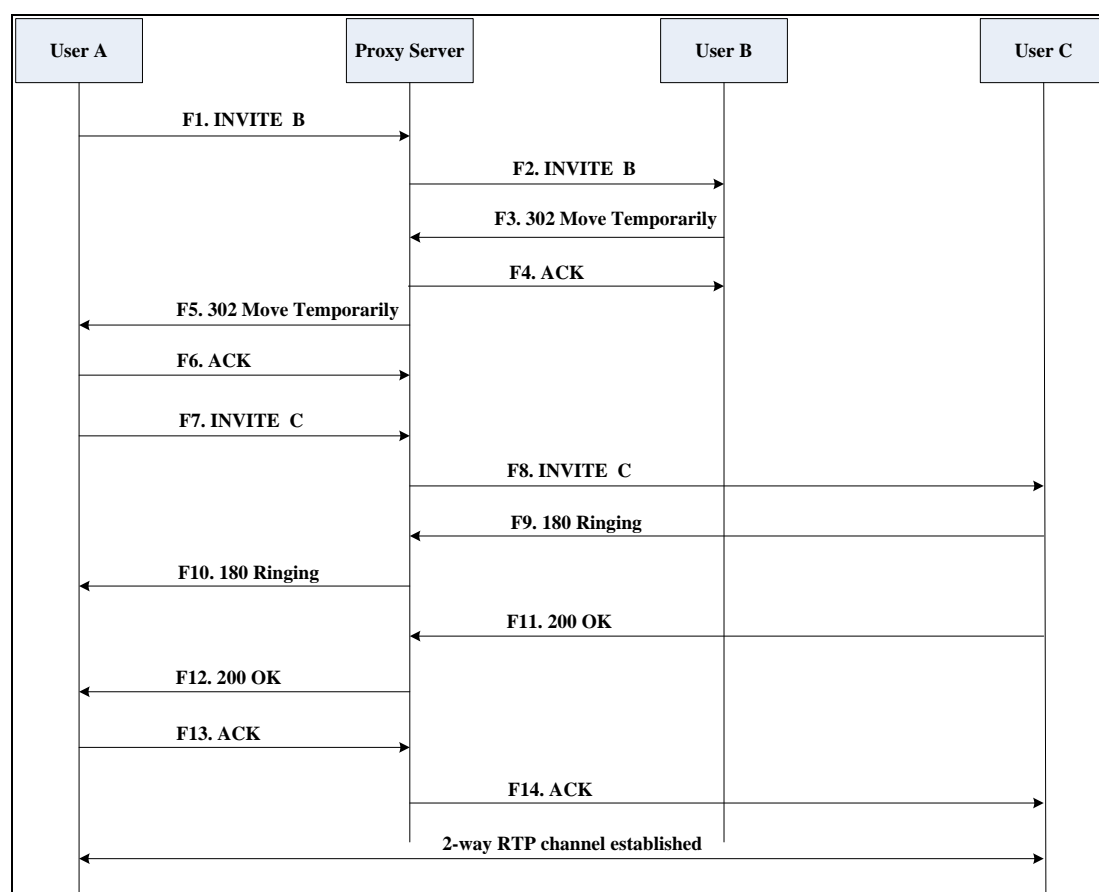 User A
Proxy Server
User B
User C
F1. INVITE B
F2. INVITE B
F3. 302 Move Temporarily
F4. ACK
F5. 302 Move Temporarily
F6. ACK
F7. INVITE C
F8. INVITE C
F9. 180 Ringing
F10. 180 Ringing
F11. 200 OK
F12. 200 OK
F13. ACK
F14. ACK
2-way RTP channel established